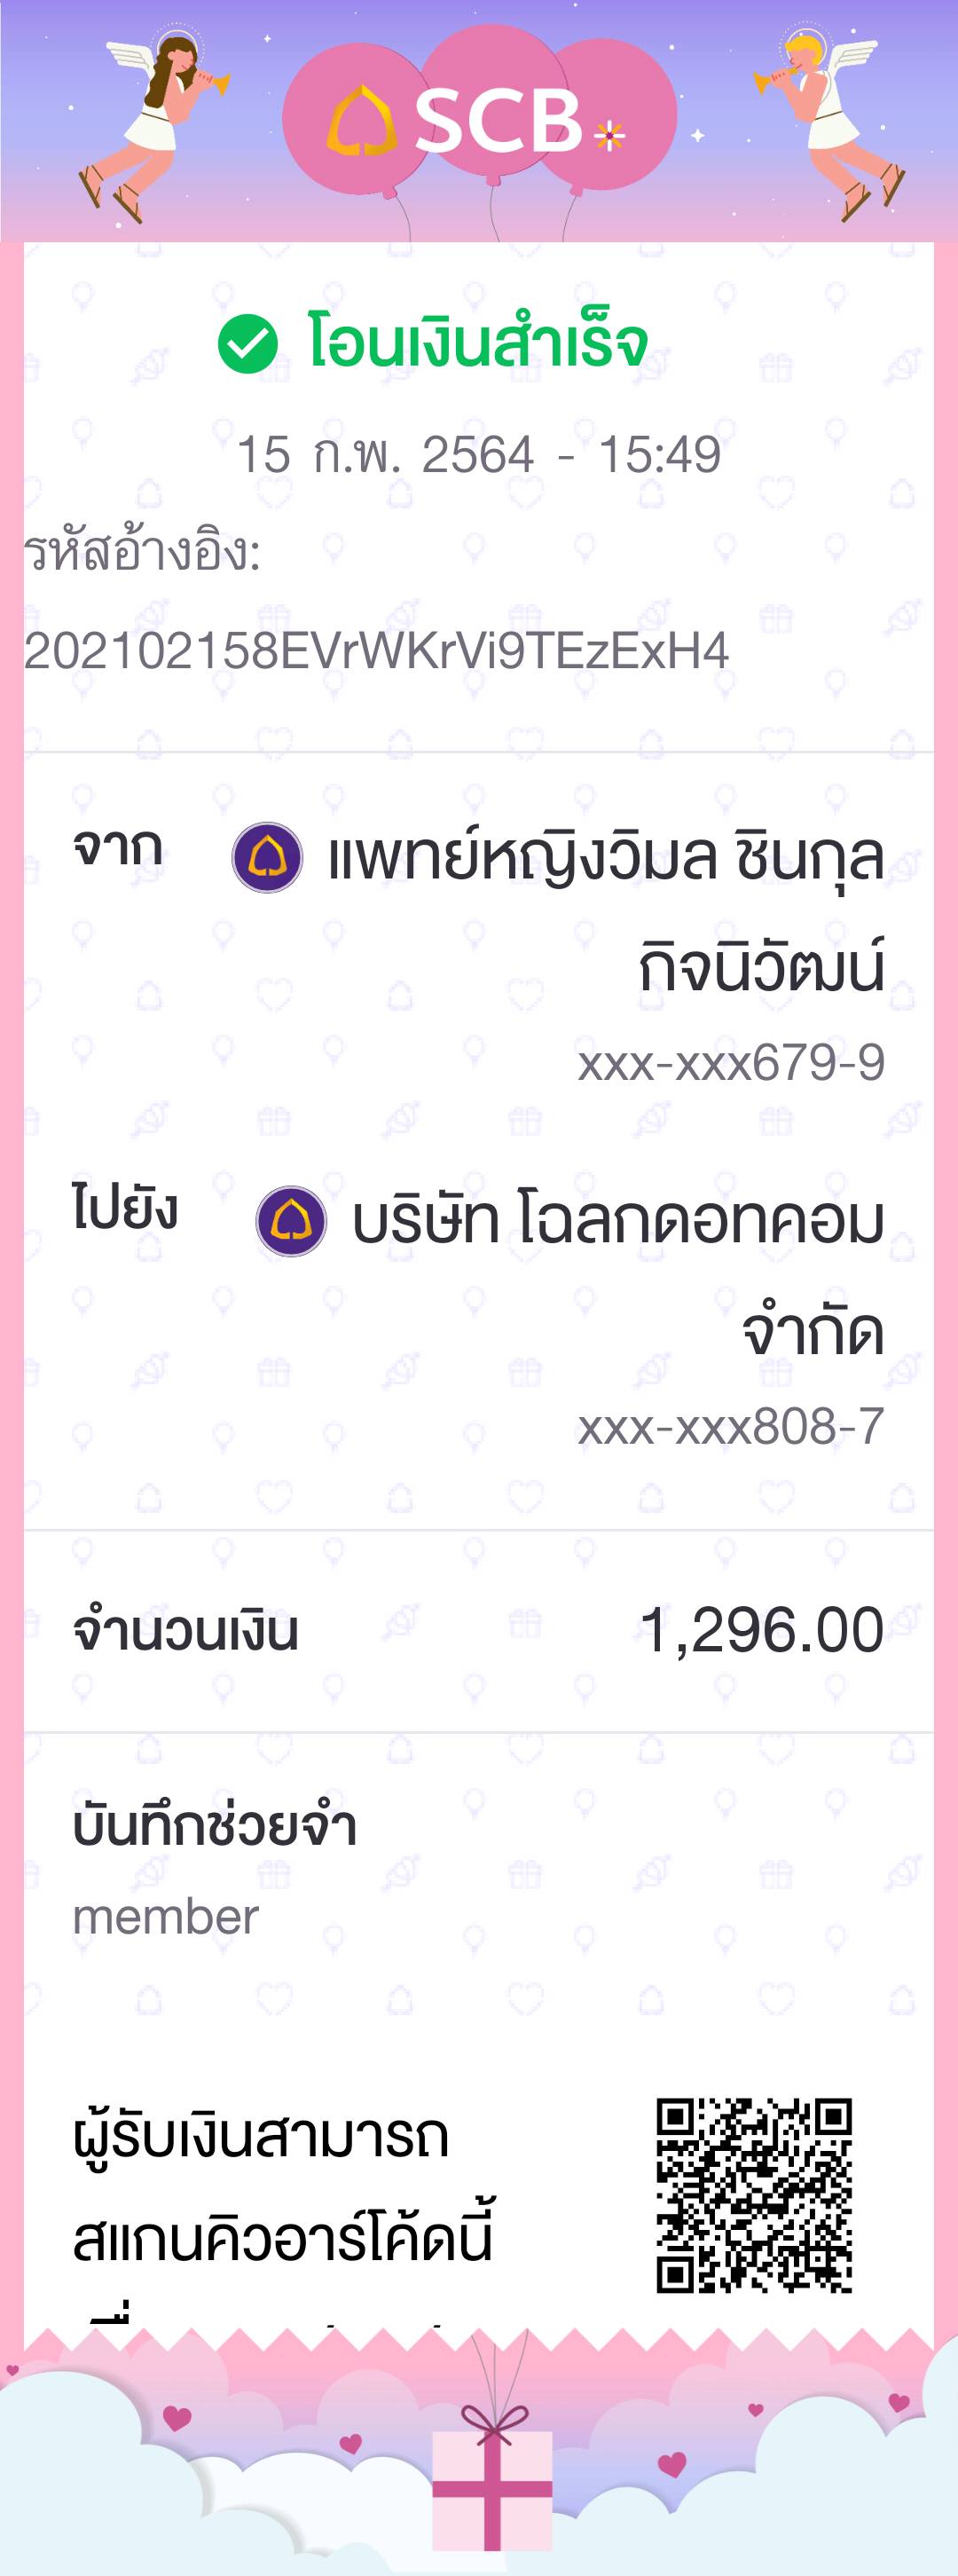 SCB
โอนเงินสำเร็จ
15 ก.พ. 2564 - 15:49
รหัสอ้างอิง:
202102158EVrWKrVi9TEzExH4
จาก แพทย์หญิงวิมล ชินกุล
กิจนิวัฒน์
xxx-xxx679-9
ไปยัง บริษัท โฉลกดอทคอม
จำกัด
xxx-xxx808-7
จำนวนเงิน 1,296.00
บันทึกช่วยจำ
member
ผู้รับเงินสามารถ
สแกนคิวอาร์โค้ดนี้